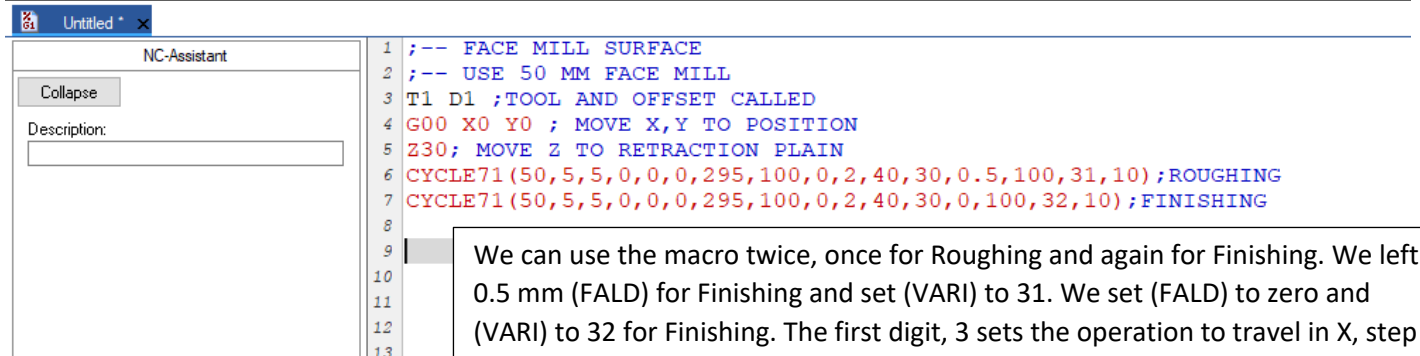 Untitled *
NC-Assistant
Collapse
Description:
1 ;-- FACE MILL SURFACE
2 ;-- USE 50 MM FACE MILL
3 T1 D1 ;TOOL AND OFFSET CALLED
4 G00 X0 Y0 ; MOVE X,Y TO POSITION
5 Z30; MOVE Z TO RETRACTION PLAIN
6 CYCLE71(50,5,5,0,0,0,295,100,0,2,40,30,0.5,100,31,10);ROUGHING
7 CYCLE71(50,5,5,0,0,0,295,100,0,2,40,30,0,100,32,10);FINISHING
8
9
10
11
12
13
We can use the macro twice, once for Roughing and again for Finishing. We left
0.5 mm (FALD) for Finishing and set (VARI) to 31. We set (FALD) to zero and
(VARI) to 32 for Finishing. The first digit, 3 sets the operation to travel in X, step